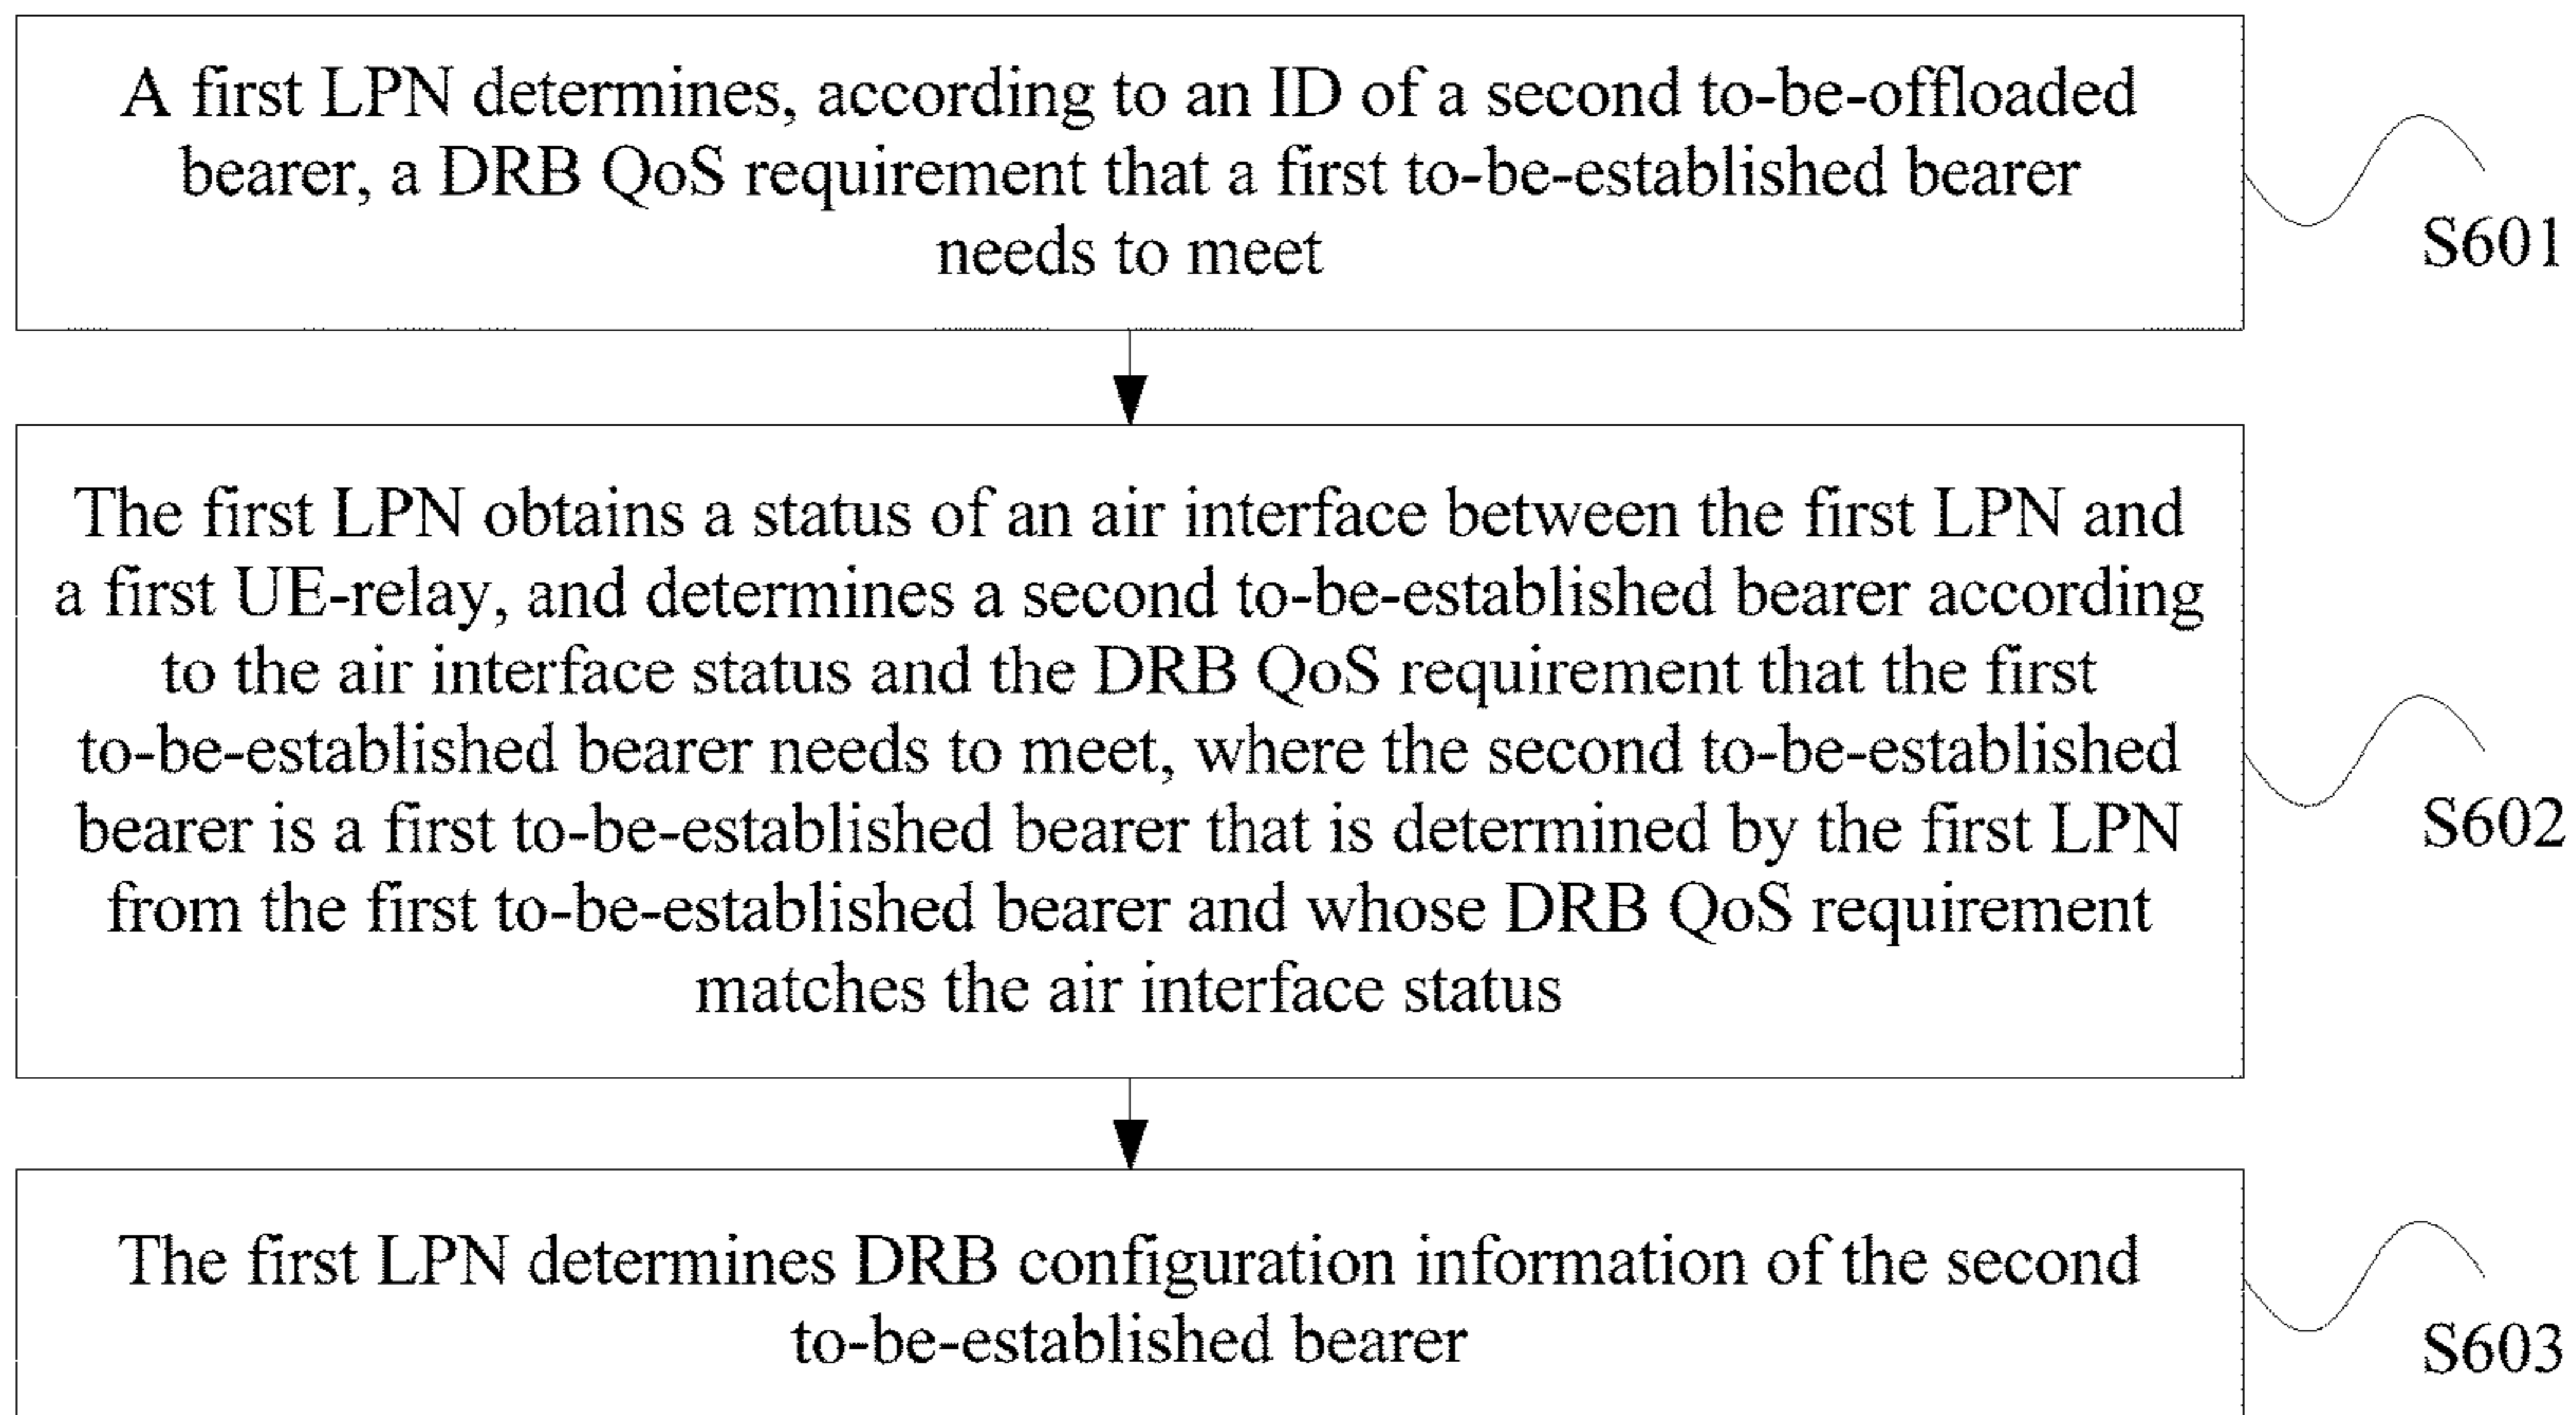 A first LPN determines, according to an ID of a second to-be-offloaded
bearer, a DRB QoS requirement that a first to-be-established bearer
needs to meet
S601
The first LPN obtains a status of an air interface between the first LPN and
a first UE-relay, and determines a second to-be-established bearer according
to the air interface status and the DRB QoS requirement that the first
to-be-established bearer needs to meet, where the second to-be-established
bearer is a first to-be-established bearer that is determined by the first LPN
from the first to-be-established bearer and whose DRB QoS requirement
matches the air interface status
S602
The first LPN determines DRB configuration information of the second
to-be-established bearer
S603